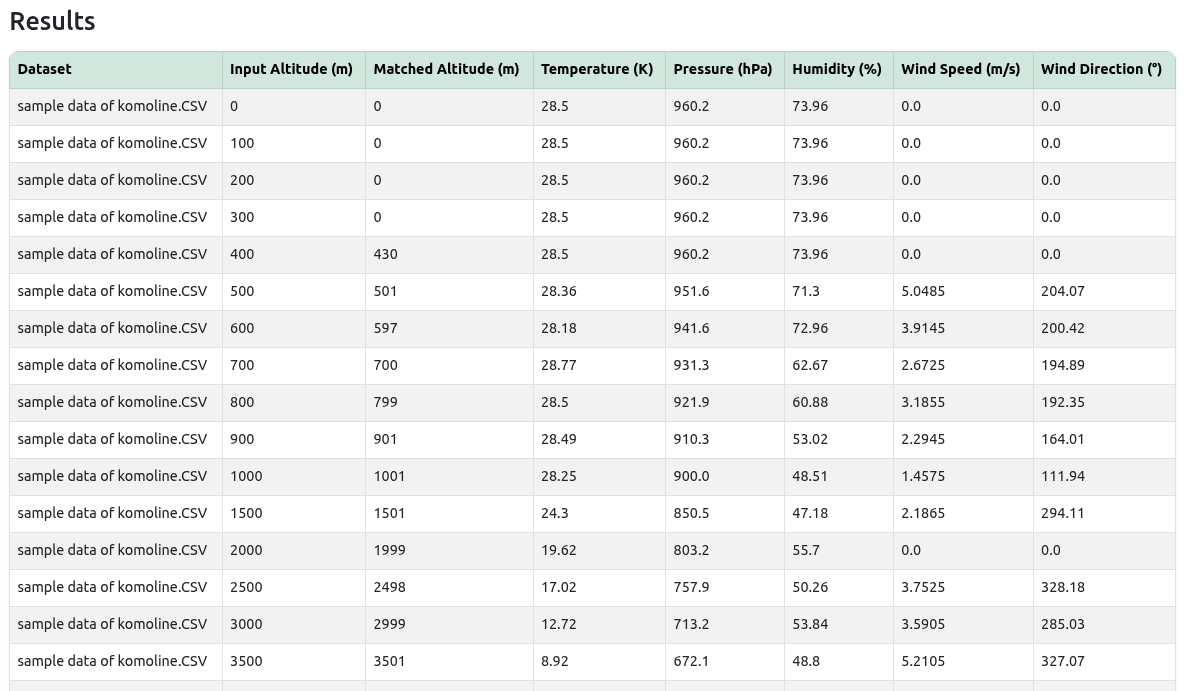 Results
Dataset Input Altitude (m) Matched Altitude (m) Temperature (K) Pressure (hPa) Humidity (%) Wind Speed (m/s) Wind Direction (°)
sample data of komoline.CSV 0 0 28.5 960.2 73.96 0.0 0.0
sample data of komoline.CSV 100 0 28.5 960.2 73.96 0.0 0.0
sample data of komoline.CSV 200 0 28.5 960.2 73.96 0.0 0.0
sample data of komoline.CSV 300 0 28.5 960.2 73.96 0.0 0.0
sample data of komoline.CSV 400 430 28.5 960.2 73.96 0.0 0.0
sample data of komoline.CSV 500 501 28.36 951.6 71.3 5.0485 204.07
sample data of komoline.CSV 600 597 28.18 941.6 72.96 3.9145 200.42
sample data of komoline.CSV 700 700 28.77 931.3 62.67 2.6725 194.89
sample data of komoline.CSV 800 799 28.5 921.9 60.88 3.1855 192.35
sample data of komoline.CSV 900 901 28.49 910.3 53.02 2.2945 164.01
sample data of komoline.CSV 1000 1001 28.25 900.0 48.51 1.4575 111.94
sample data of komoline.CSV 1500 1501 24.3 850.5 47.18 2.1865 294.11
sample data of komoline.CSV 2000 1999 19.62 803.2 55.7 0.0 0.0
sample data of komoline.CSV 2500 2498 17.02 757.9 50.26 3.7525 328.18
sample data of komoline.CSV 3000 2999 12.72 713.2 53.84 3.5905 285.03
sample data of komoline.CSV 3500 3501 8.92 672.1 48.8 5.2105 327.07